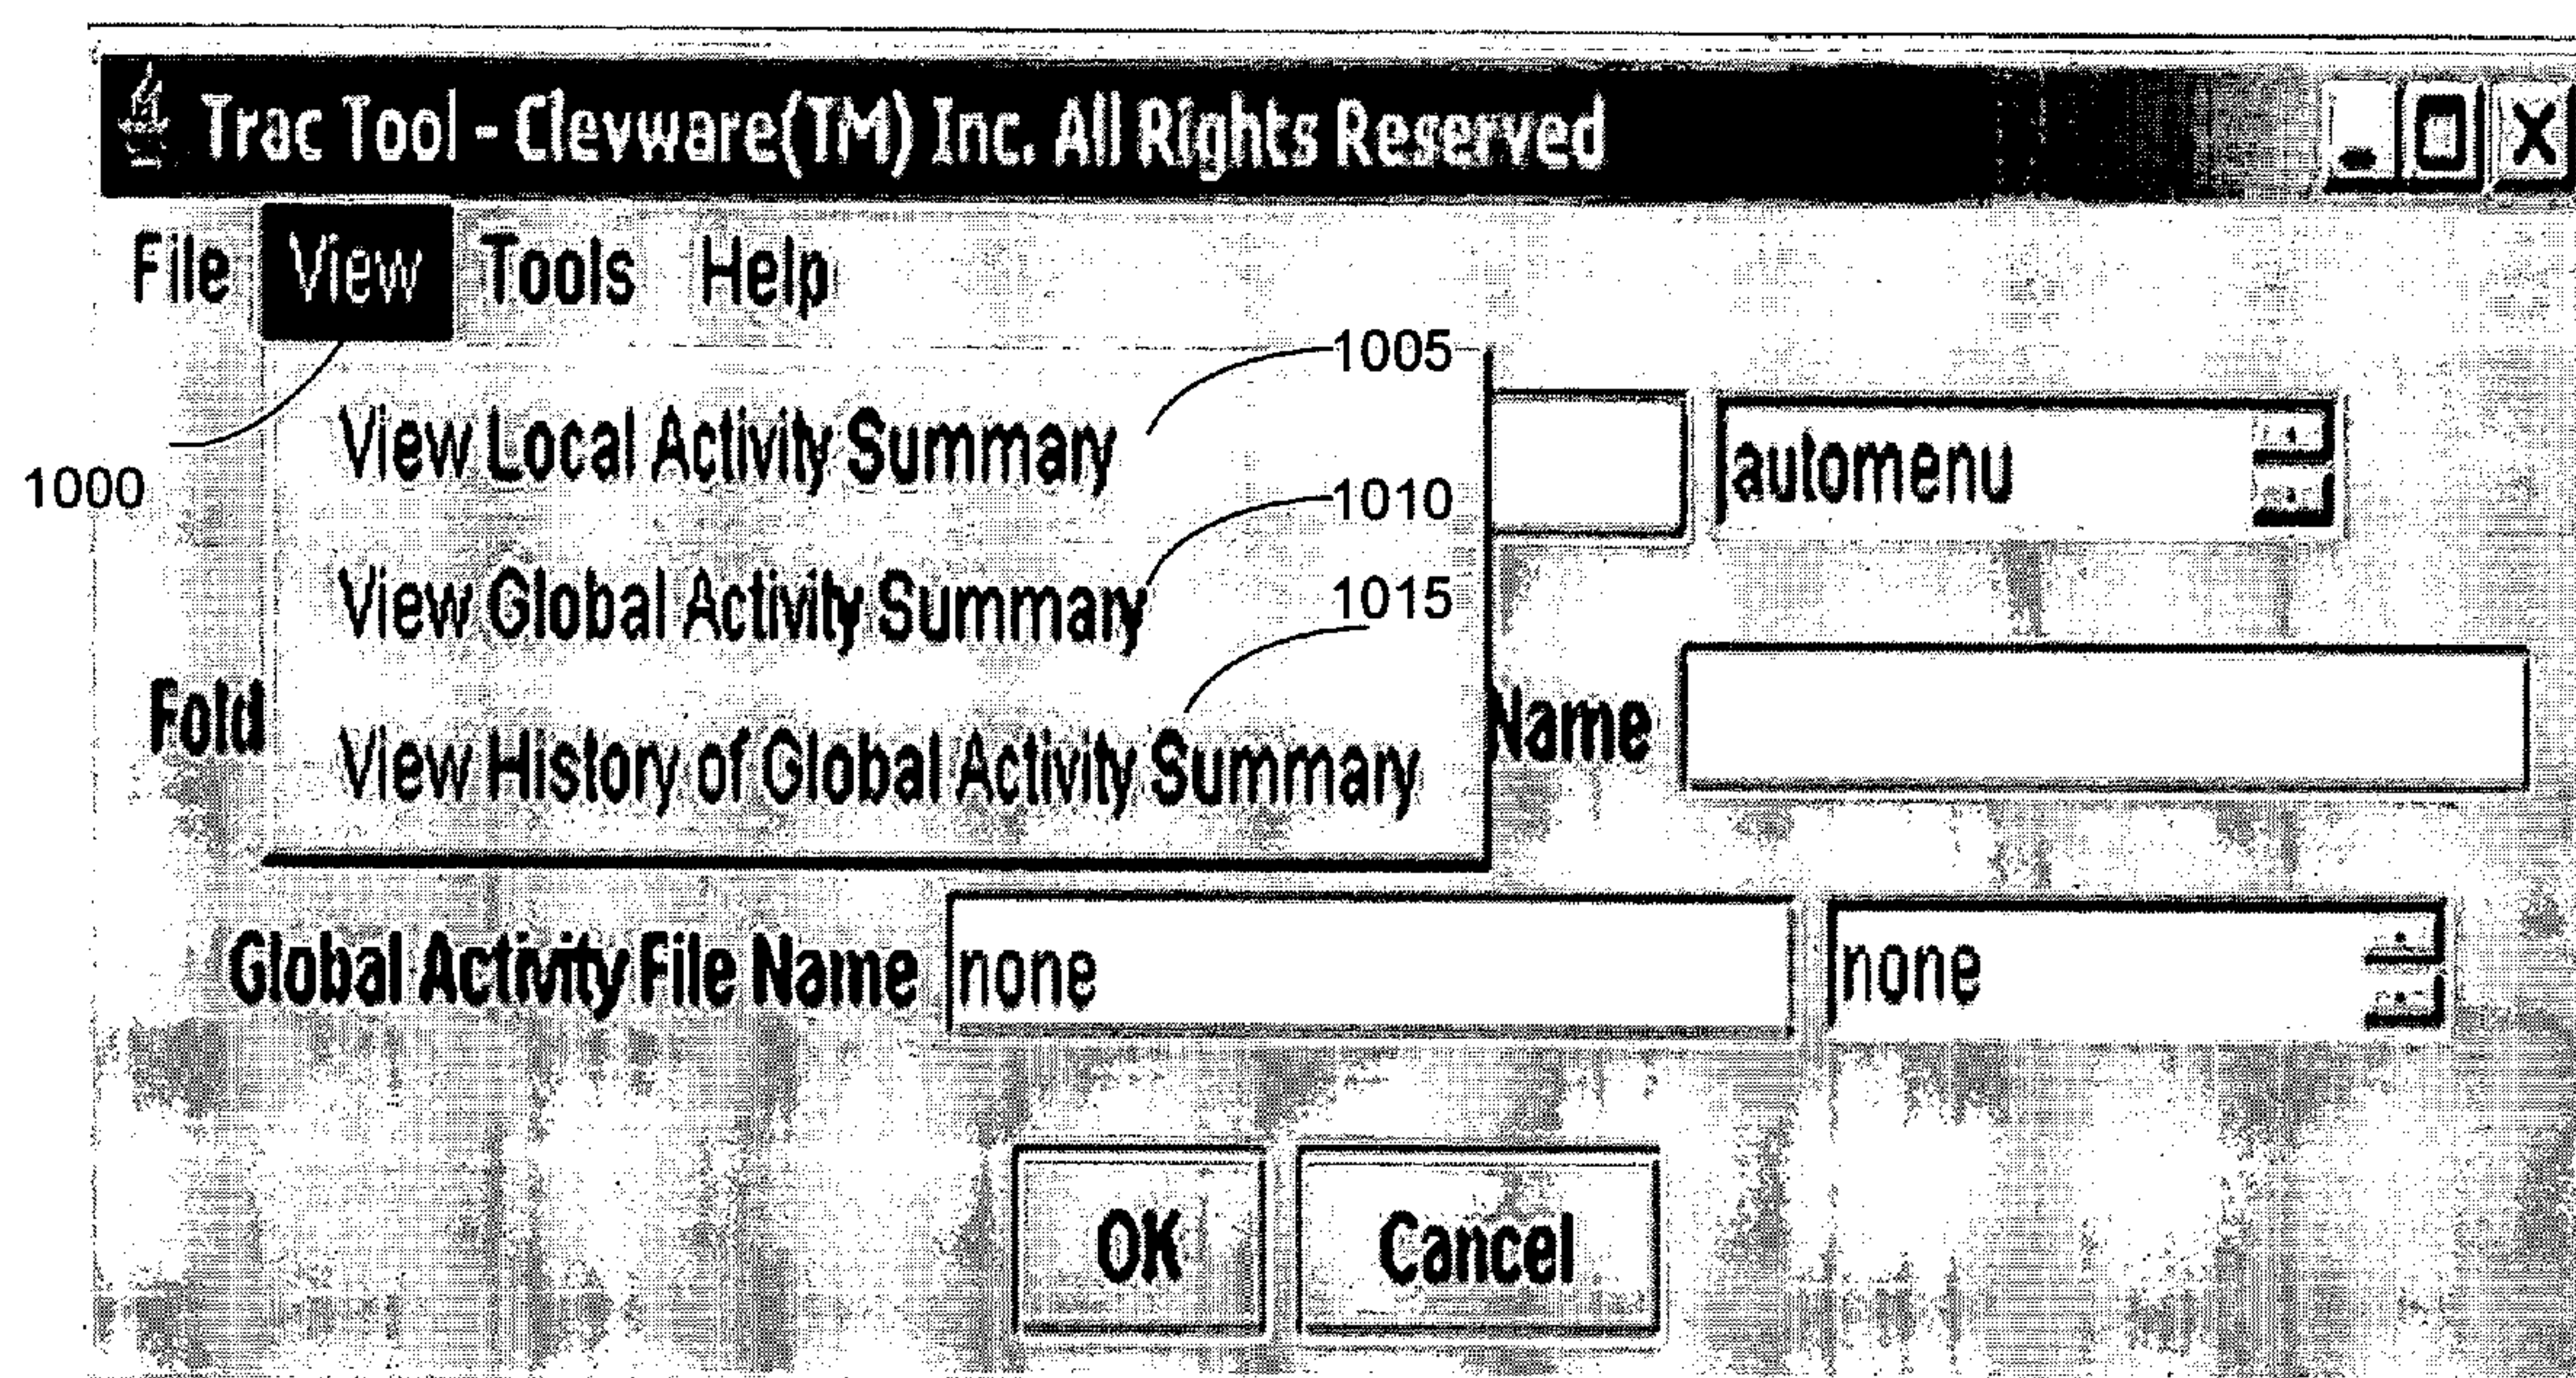 Trac Tool - Clevware(TM) Inc. All Rights Reserved
File View Tools Help
1005
View Local Activity Summary
automenu
1000
1010
View Global Activity Summary
1015
Fold
Name
View History of Global Activity Summary
Global Activity File Name none none
OK Cancel